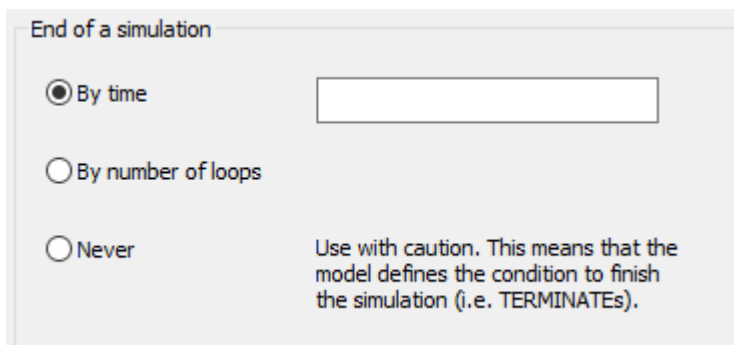 End of a simulation
By time
By number of loops
Never
Use with caution. This means that the
model defines the condition to finish
the simulation (i.e. TERMINATEs).